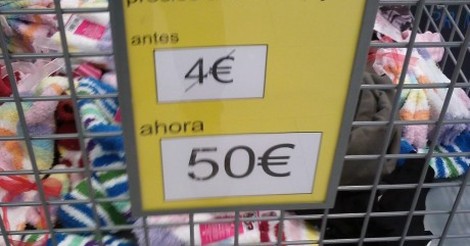 antes
4€
ahora
50€